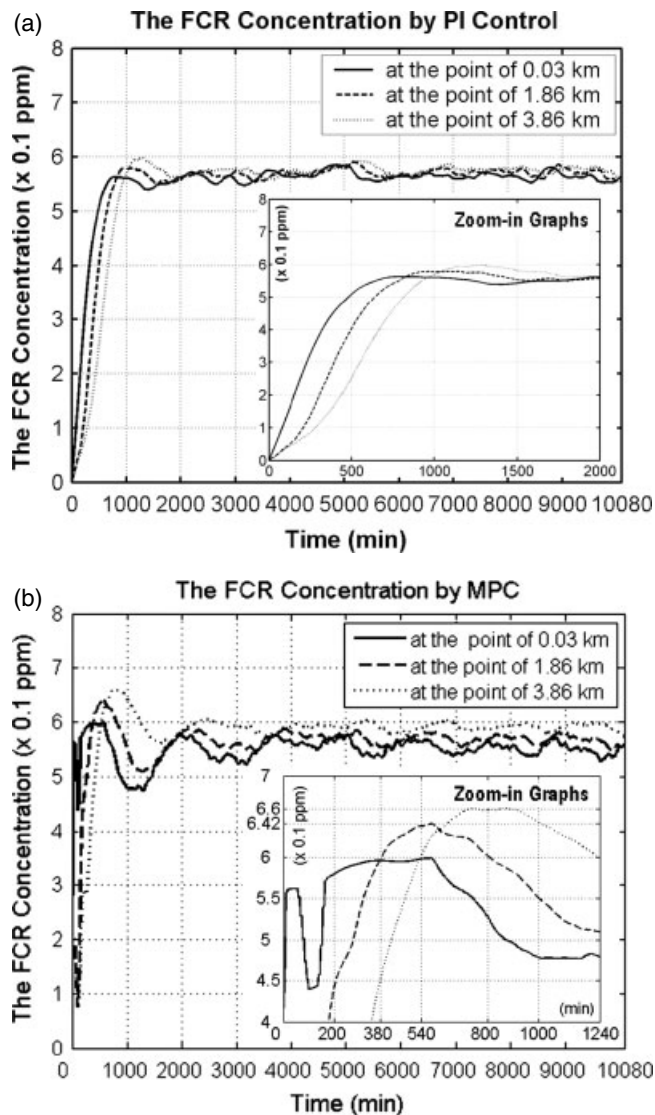 (a)
The FCR Concentration by PI Control
The FCR Concentration (x 0.1 ppm)
8
7
6
5
4
3
2
1
0
at the point of 0.03 km
at the point of 1.86 km
at the point of 3.86 km
Zoom-in Graphs
(x 0.1 ppm)
8
7
6
5
4
3
2
1
0
0 500 1000 1500 2000
0 1000 2000 3000 4000 5000 6000 7000 8000 9000 10080
Time (min)
(b)
The FCR Concentration by MPC
The FCR Concentration (x 0.1 ppm)
8
7
6
5
4
3
2
1
0
at the point of 0.03 km
at the point of 1.86 km
at the point of 3.86 km
Zoom-in Graphs
(x 0.1 ppm)
7
6.6
6.42
6
5.5
5
4.5
4
(min)
0 200 380 540 800 1000 1240
0 1000 2000 3000 4000 5000 6000 7000 8000 9000 10080
Time (min)